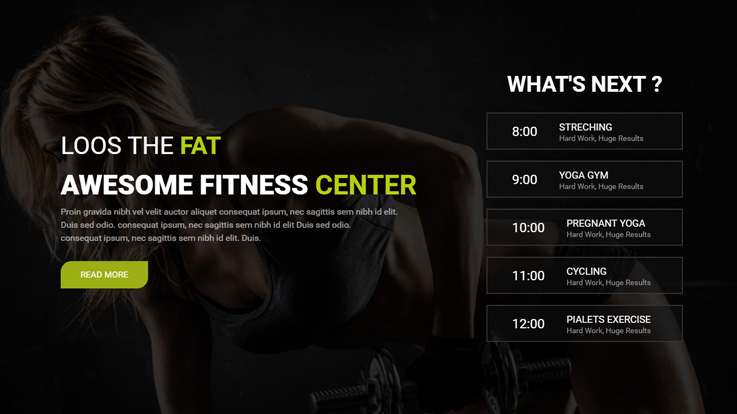 LOOS THE FAT
AWESOME FITNESS CENTER
Proin gravida nibh vel velit auctor aliquet consequat ipsum, nec sagittis sem nibh id elit.
Duis sed odio. consequat ipsum, nec sagittis sem nibh id elit Duis sed odio.
consequat ipsum, nec sagittis sem nibh id elit. Duis.
READ MORE
WHAT'S NEXT ?
8:00
STRECHING
Hard Work, Huge Results
9:00
YOGA GYM
Hard Work, Huge Results
10:00
PREGNANT YOGA
Hard Work, Huge Results
11:00
CYCLING
Hard Work, Huge Results
12:00
PIALETS EXERCISE
Hard Work, Huge Results